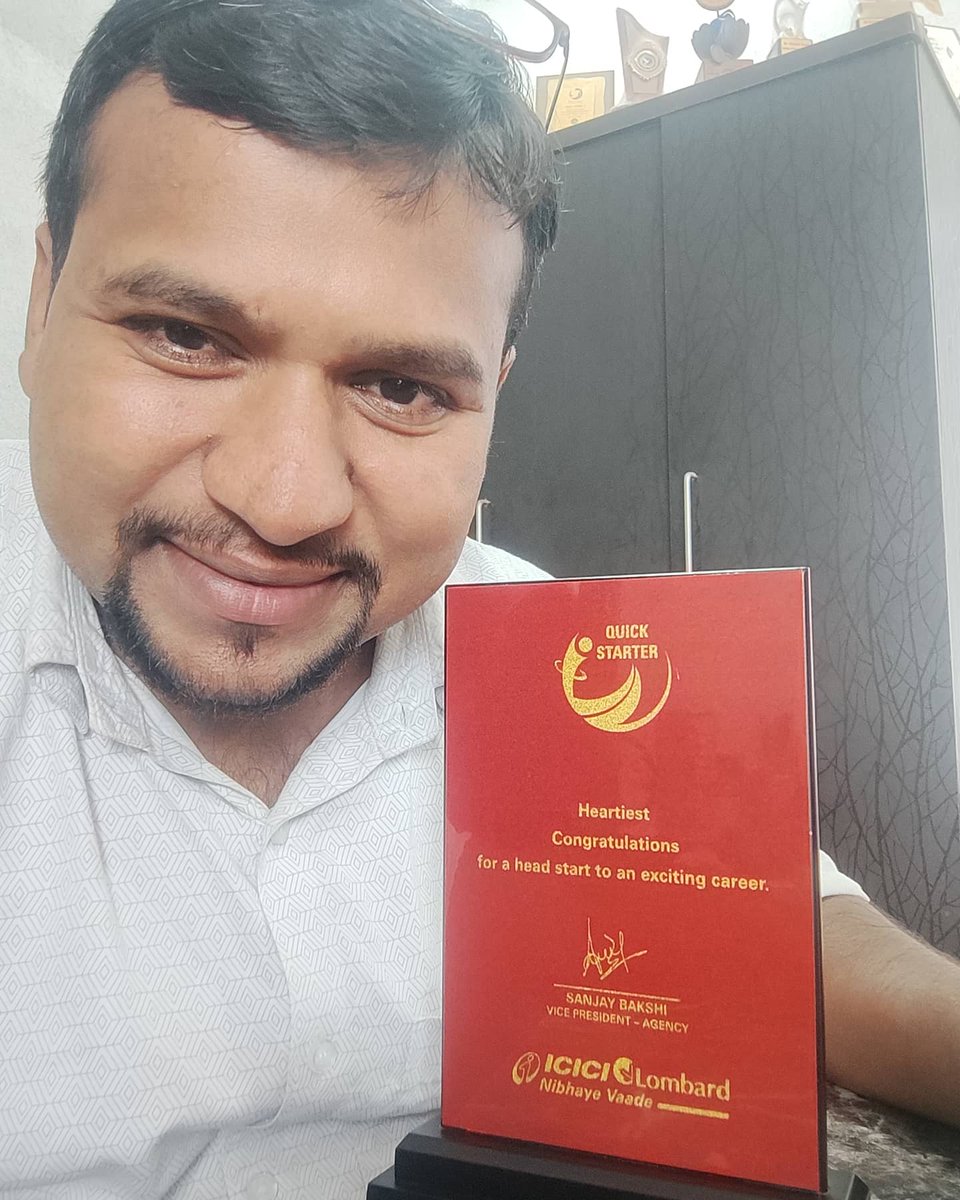 QUICK
STARTER
Heartiest
Congratulations
for a head start to an exciting career.
SANJAY BAKSHI
VICE PRESIDENT – AGENCY
ICICI Lombard
Nibhaye Vaade